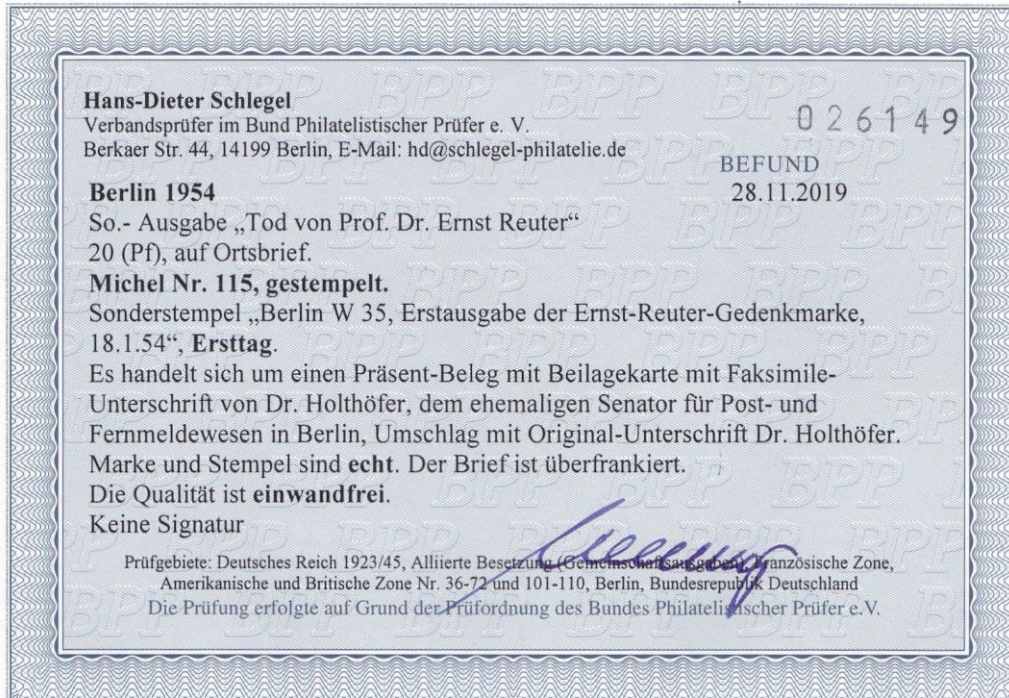 Hans-Dieter Schlegel
Verbandsprüfer im Bund Philatelistischer Prüfer e. V.
Berkaer Str. 44, 14199 Berlin, E-Mail: hd@schlegel-philatelie.de
026149
BEFUND
28.11.2019
Berlin 1954
So.- Ausgabe „Tod von Prof. Dr. Ernst Reuter“
20 (Pf), auf Ortsbrief.
Michel Nr. 115, gestempelt.
Sonderstempel „Berlin W 35, Erstausgabe der Ernst-Reuter-Gedenkmarke,
18.1.54“, Ersttag.
Es handelt sich um einen Präsent-Beleg mit Beilagekarte mit Faksimile-
Unterschrift von Dr. Holthöfer, dem ehemaligen Senator für Post- und
Fernmeldewesen in Berlin, Umschlag mit Original-Unterschrift Dr. Holthöfer.
Marke und Stempel sind echt. Der Brief ist überfrankiert.
Die Qualität ist einwandfrei.
Keine Signatur
Prüfgebiete: Deutsches Reich 1923/45, Alliierte Besetzung (Gemeinschaftsausgaben), Französische Zone,
Amerikanische und Britische Zone Nr. 36-72 und 101-110, Berlin, Bundesrepublik Deutschland
Die Prüfung erfolgte auf Grund der Prüfordnung des Bundes Philatelistischer Prüfer e.V.